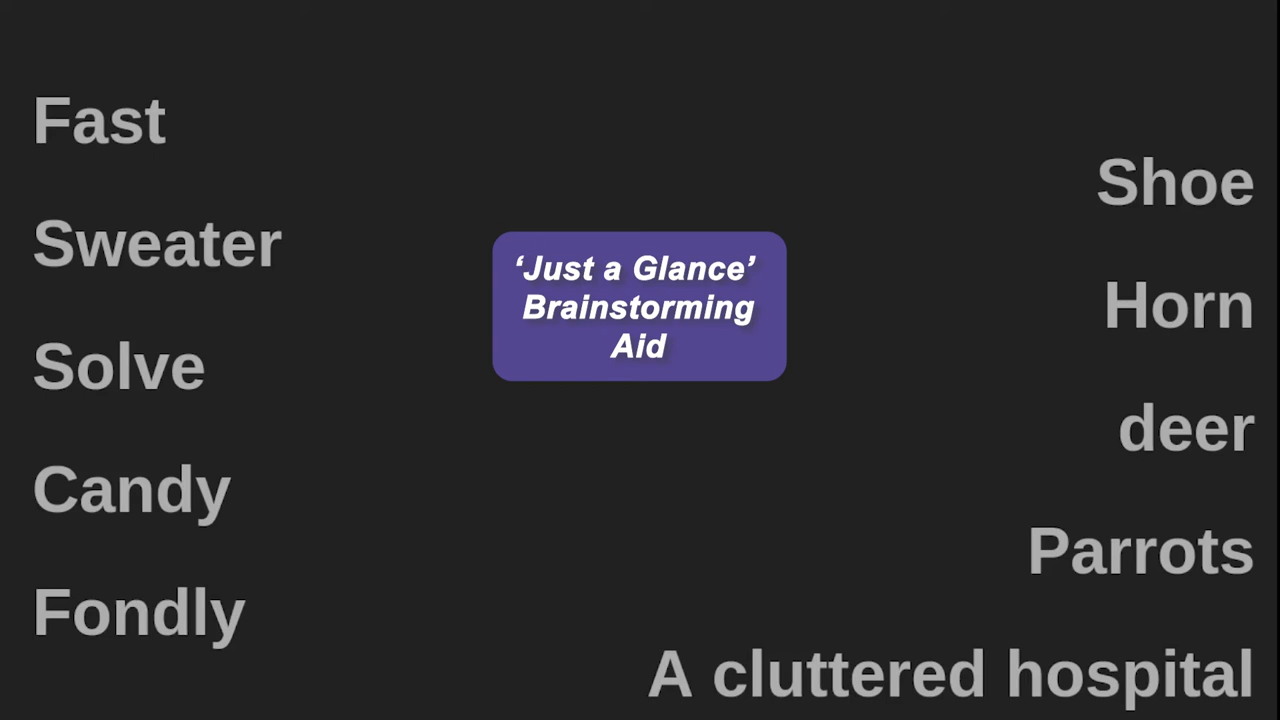 Fast
Sweater
Solve
Candy
Fondly
‘Just a Glance’
Brainstorming
Aid
Shoe
Horn
deer
Parrots
A cluttered hospital